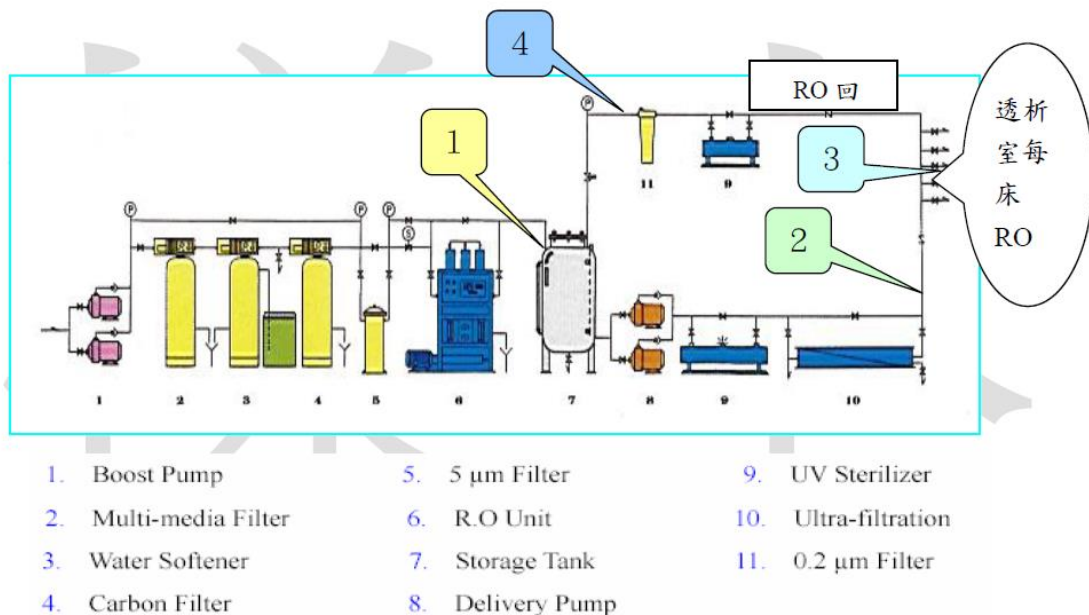 4
RO 回
透析
室每
床
RO
1
3
2
P
P
P
P
S
11
9
1
2
3
4
5
6
7
8
9
10
1. Boost Pump
2. Multi-media Filter
3. Water Softener
4. Carbon Filter
5. 5 μm Filter
6. R.O Unit
7. Storage Tank
8. Delivery Pump
9. UV Sterilizer
10. Ultra-filtration
11. 0.2 μm Filter